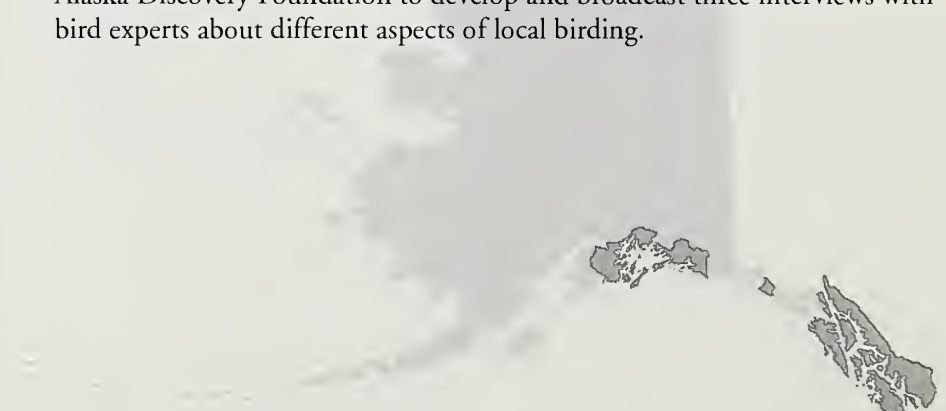 Alaska Discovery Foundation to develop and broadcast three interviews with
bird experts about different aspects of local birding.